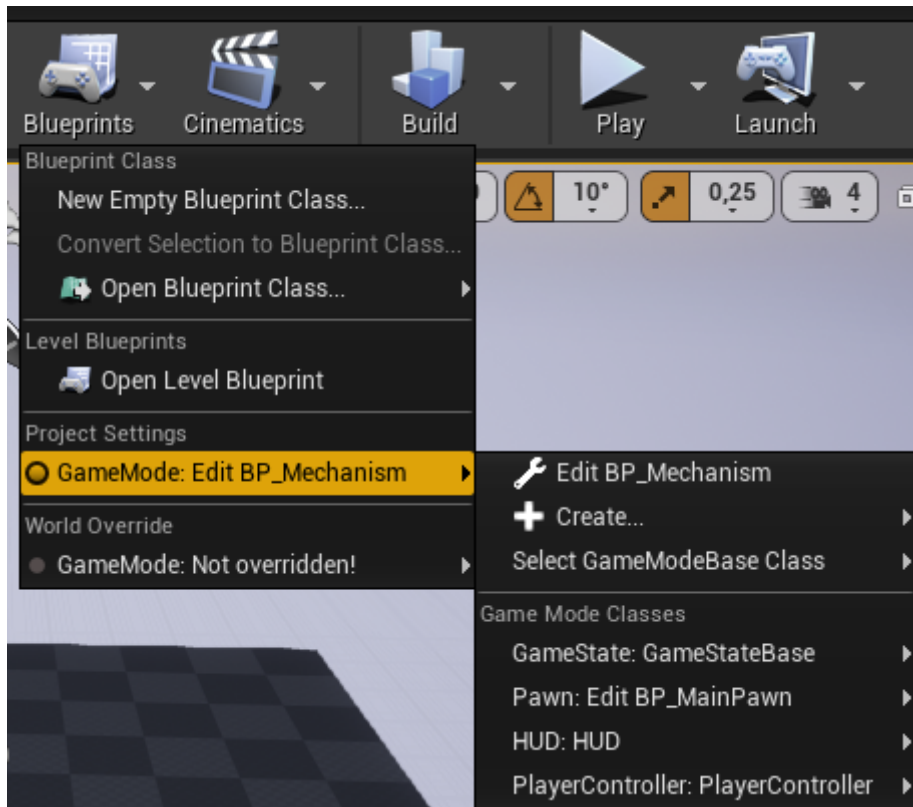 Blueprints Cinematics Build Play Launch
Blueprint Class
New Empty Blueprint Class...
10° 0,25 4
Convert Selection to Blueprint Class...
Open Blueprint Class...
Level Blueprints
Open Level Blueprint
Project Settings
GameMode: Edit BP_Mechanism
Edit BP_Mechanism
Create...
World Override
GameMode: Not overridden!
Select GameModeBase Class
Game Mode Classes
GameState: GameStateBase
Pawn: Edit BP_MainPawn
HUD: HUD
PlayerController: PlayerController